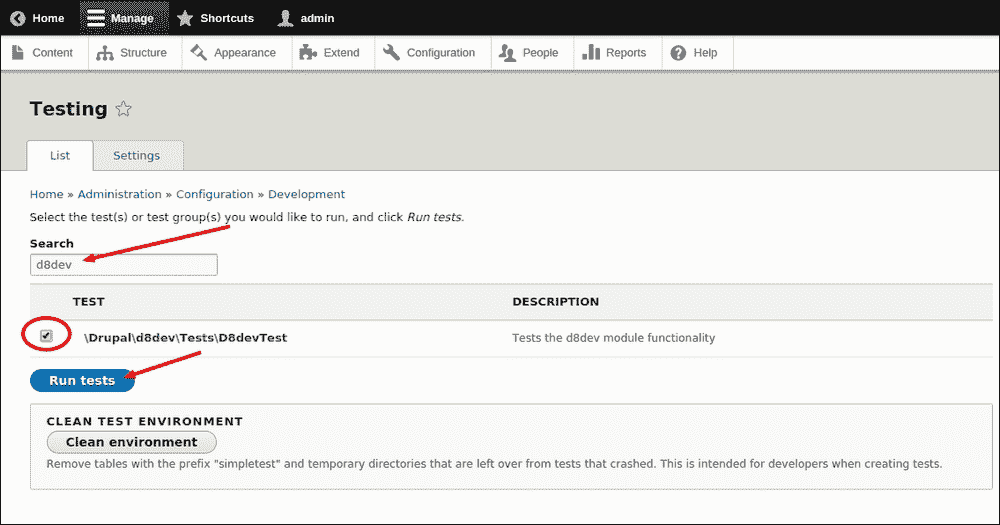 Home Manage Shortcuts admin
Content Structure Appearance Extend Configuration People Reports Help
Testing
List Settings
Home » Administration » Configuration » Development
Select the test(s) or test group(s) you would like to run, and click Run tests.
Search
d8dev
TEST DESCRIPTION
\Drupal\d8dev\Tests\D8devTest Tests the d8dev module functionality
Run tests
CLEAN TEST ENVIRONMENT
Clean environment
Remove tables with the prefix "simpletest" and temporary directories that are left over from tests that crashed. This is intended for developers when creating tests.